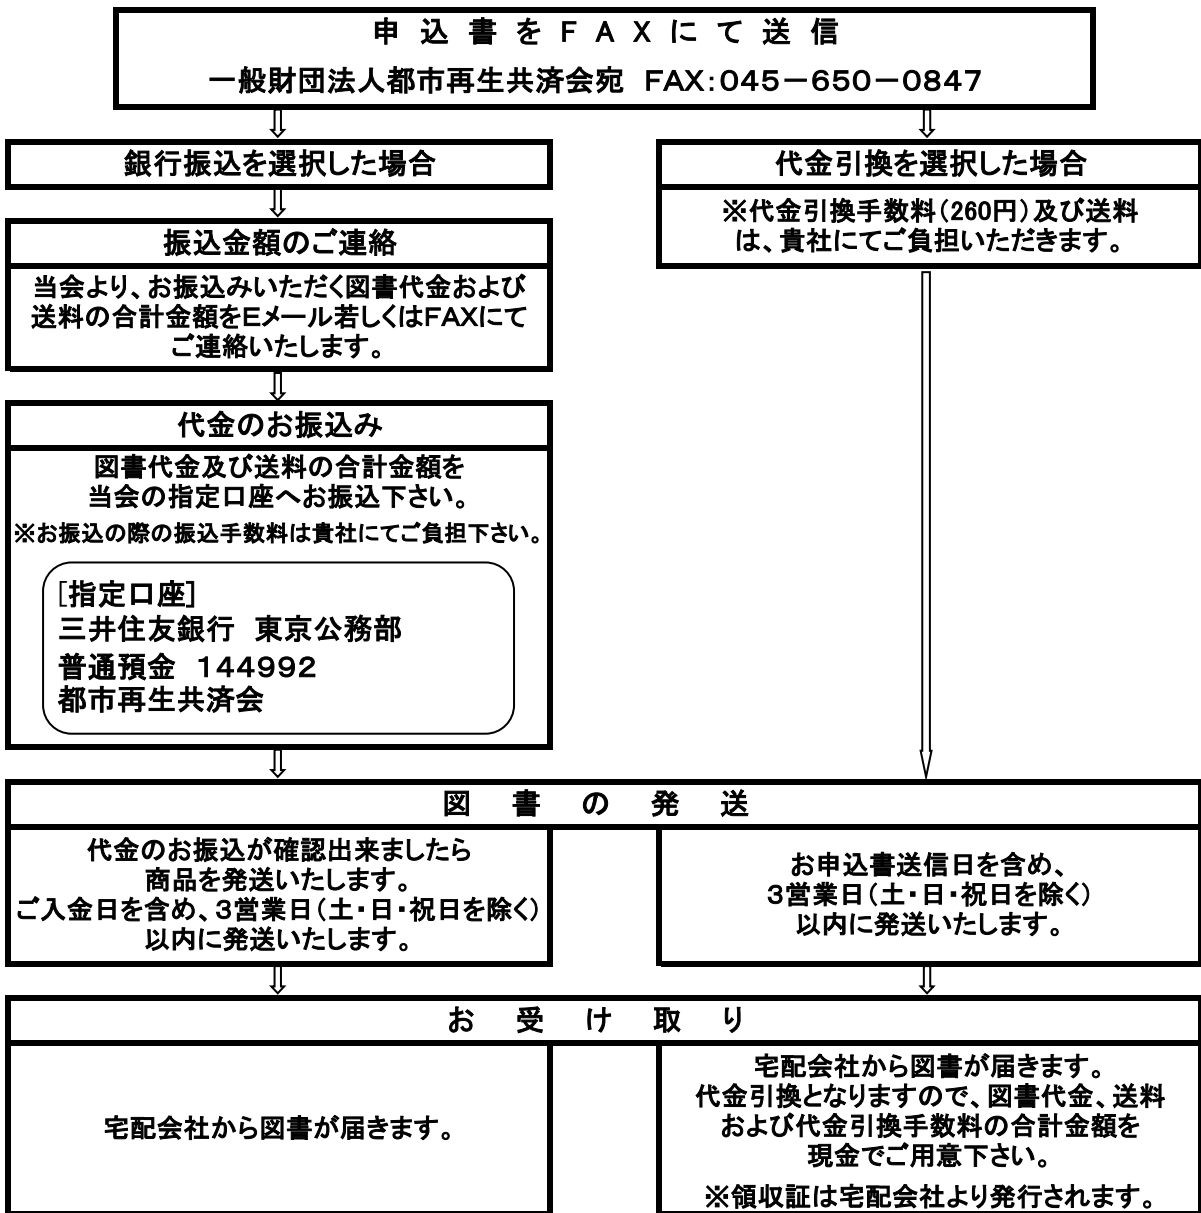 申 込 書 を F A X に て 送 信
一般財団法人都市再生共済会宛 FAX:045－650－0847
銀行振込を選択した場合
振込金額のご連絡
当会より、お振込みいただく図書代金および
送料の合計金額をEメール若しくはFAXにて
ご連絡いたします。
代金のお振込み
図書代金及び送料の合計金額を
当会の指定口座へお振込下さい。
※お振込の際の振込手数料は貴社にてご負担下さい。
[指定口座]
三井住友銀行 東京公務部
普通預金 144992
都市再生共済会
代金引換を選択した場合
※代金引換手数料(260円)及び送料
は、貴社にてご負担いただきます。
図 書 の 発 送
代金のお振込が確認出来ましたら
商品を発送いたします。
ご入金日を含め、3営業日(土・日・祝日を除く)
以内に発送いたします。
お申込書送信日を含め、
3営業日(土・日・祝日を除く)
以内に発送いたします。
お 受 け 取 り
宅配会社から図書が届きます。
宅配会社から図書が届きます。
代金引換となりますので、図書代金、送料
および代金引換手数料の合計金額を
現金でご用意下さい。
※領収証は宅配会社より発行されます。